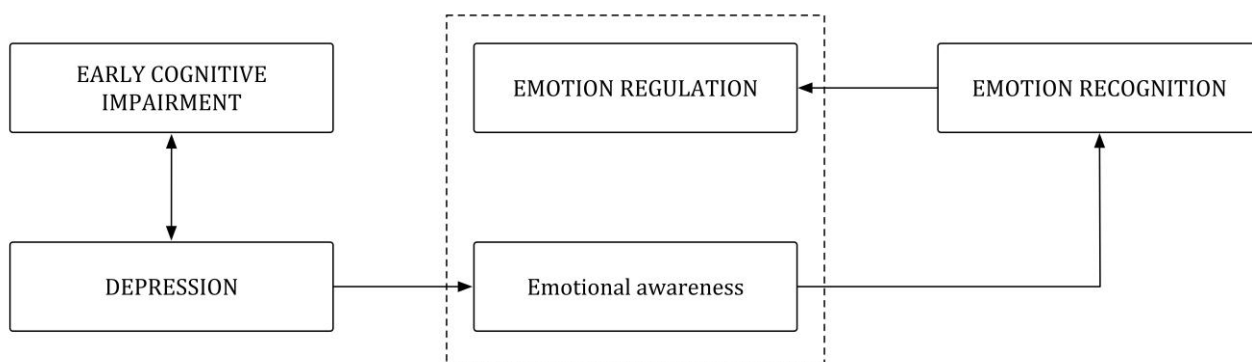 EARLY COGNITIVE
IMPAIRMENT
EMOTION REGULATION
EMOTION RECOGNITION
DEPRESSION
Emotional awareness